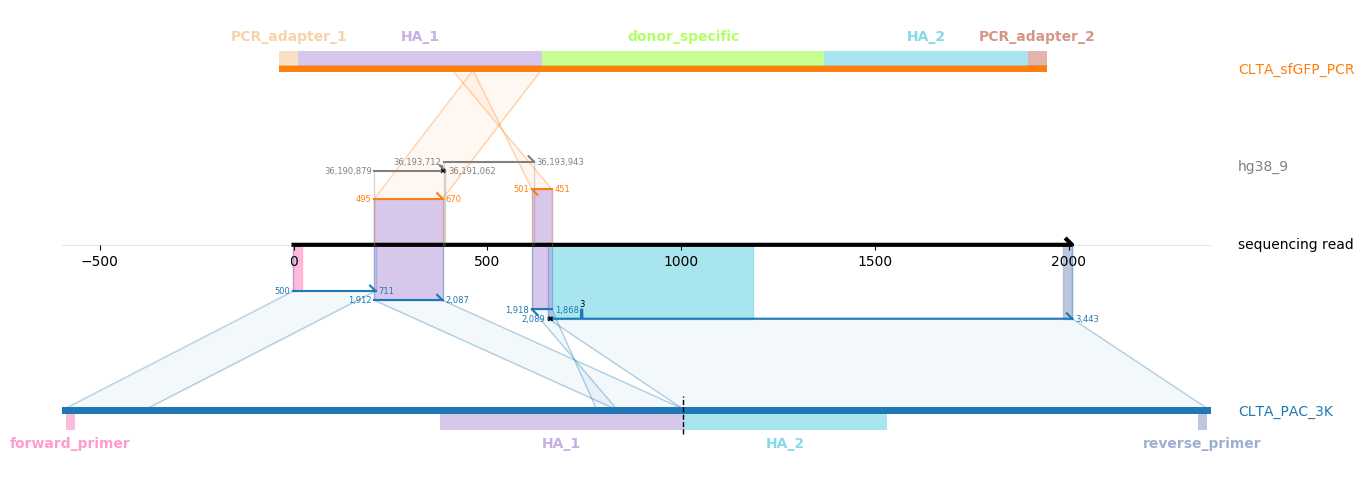 PCR_adapter_1 HA_1 donor_specific HA_2 PCR_adapter_2
CLTA_sfGFP_PCR
36,193,712 36,193,943
hg38_9
36,190,879 36,191,062
501 451
495 670
sequencing read
−500 0 500 1000 1500 2000
500 711
1,912 2,087
3
1,918 1,868
2,089 3,443
CLTA_PAC_3K
forward_primer HA_1 HA_2 reverse_primer